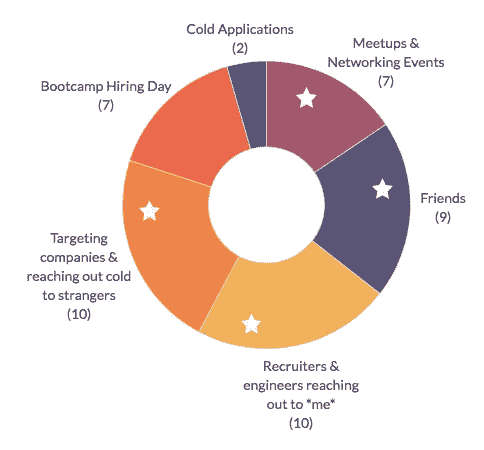 Cold Applications
(2)
Meetups &
Networking Events
(7)
Friends
(9)
Recruiters &
engineers reaching
out to *me*
(10)
Targeting
companies &
reaching out cold
to strangers
(10)
Bootcamp Hiring Day
(7)